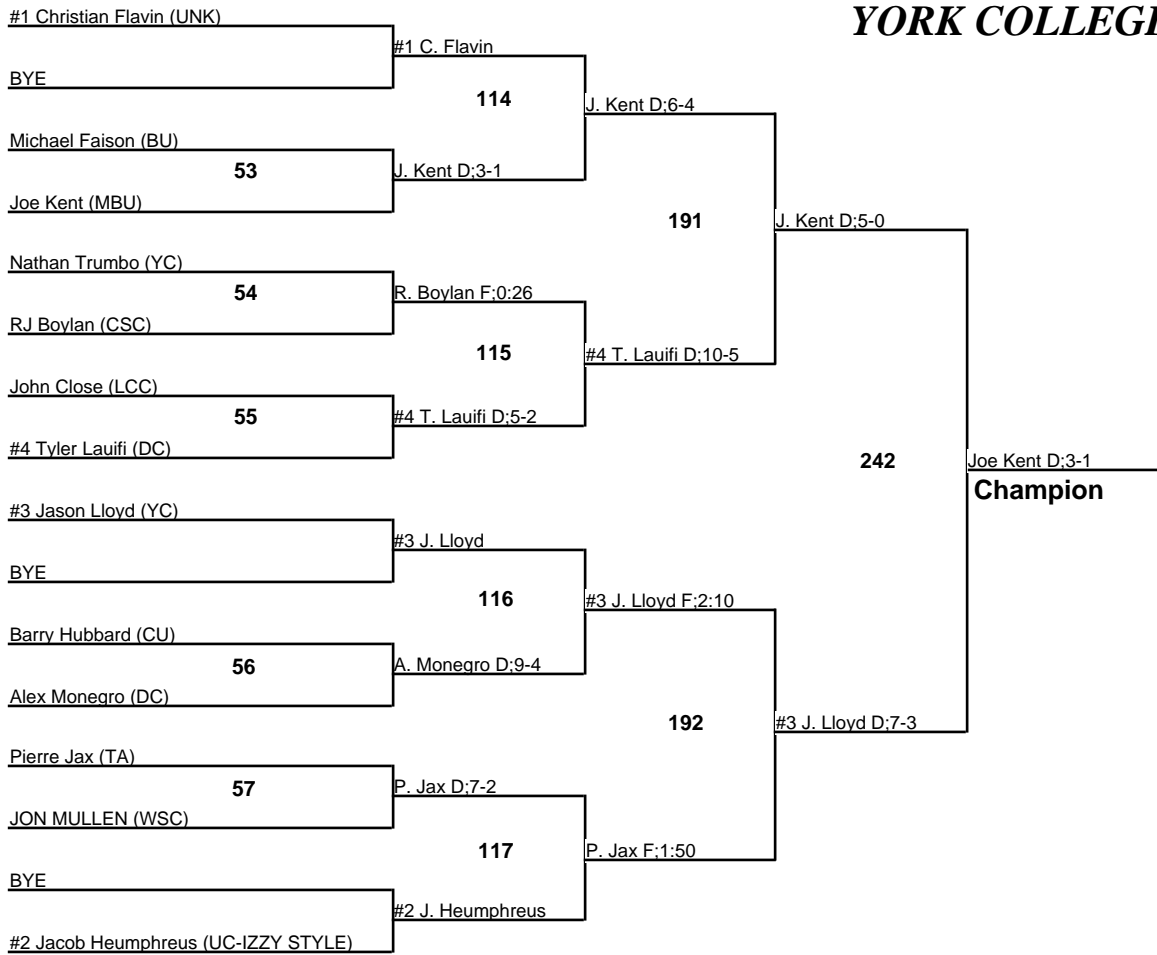 YORK COLLEGE
#1 Christian Flavin (UNK)
#1 C. Flavin
BYE
114
J. Kent D;6-4
Michael Faison (BU)
53
J. Kent D;3-1
Joe Kent (MBU)
191
J. Kent D;5-0
Nathan Trumbo (YC)
54
R. Boylan F;0:26
RJ Boylan (CSC)
115
#4 T. Lauifi D;10-5
John Close (LCC)
55
#4 T. Lauifi D;5-2
#4 Tyler Lauifi (DC)
242
Joe Kent D;3-1
Champion
#3 Jason Lloyd (YC)
#3 J. Lloyd
BYE
116
#3 J. Lloyd F;2:10
Barry Hubbard (CU)
56
A. Monegro D;9-4
Alex Monegro (DC)
192
#3 J. Lloyd D;7-3
Pierre Jax (TA)
57
P. Jax D;7-2
JON MULLEN (WSC)
117
P. Jax F;1:50
BYE
#2 J. Heumphreus
#2 Jacob Heumphreus (UC-IZZY STYLE)